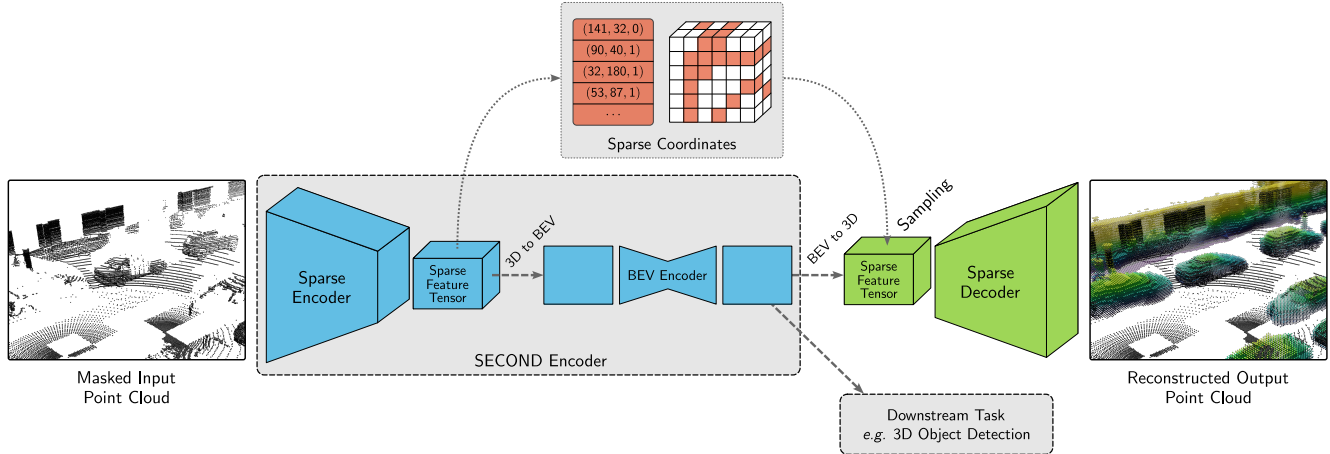 (141, 32, 0)
(90, 40, 1)
(32, 180, 1)
(53, 87, 1)
...
Sparse Coordinates
Masked Input
Point Cloud
Sparse
Encoder
Sparse
Feature
Tensor
3D to BEV
BEV Encoder
SECOND Encoder
BEV to 3D
Sampling
Sparse
Feature
Tensor
Sparse
Decoder
Reconstructed Output
Point Cloud
Downstream Task
e.g. 3D Object Detection